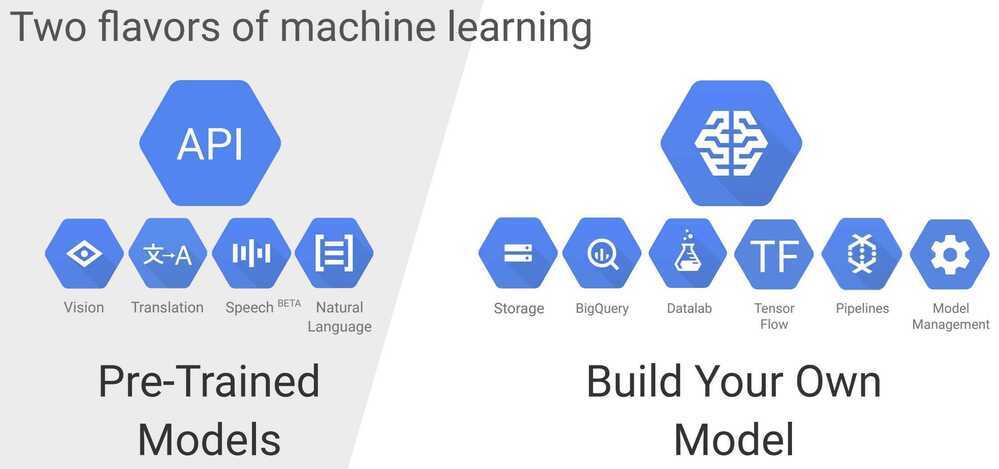 Two flavors of machine learning
API
文→A
Vision
Translation
Speech BETA
Natural
Language
Pre-Trained
Models
TF
Storage
BigQuery
Datalab
Tensor
Flow
Pipelines
Model
Management
Build Your Own
Model